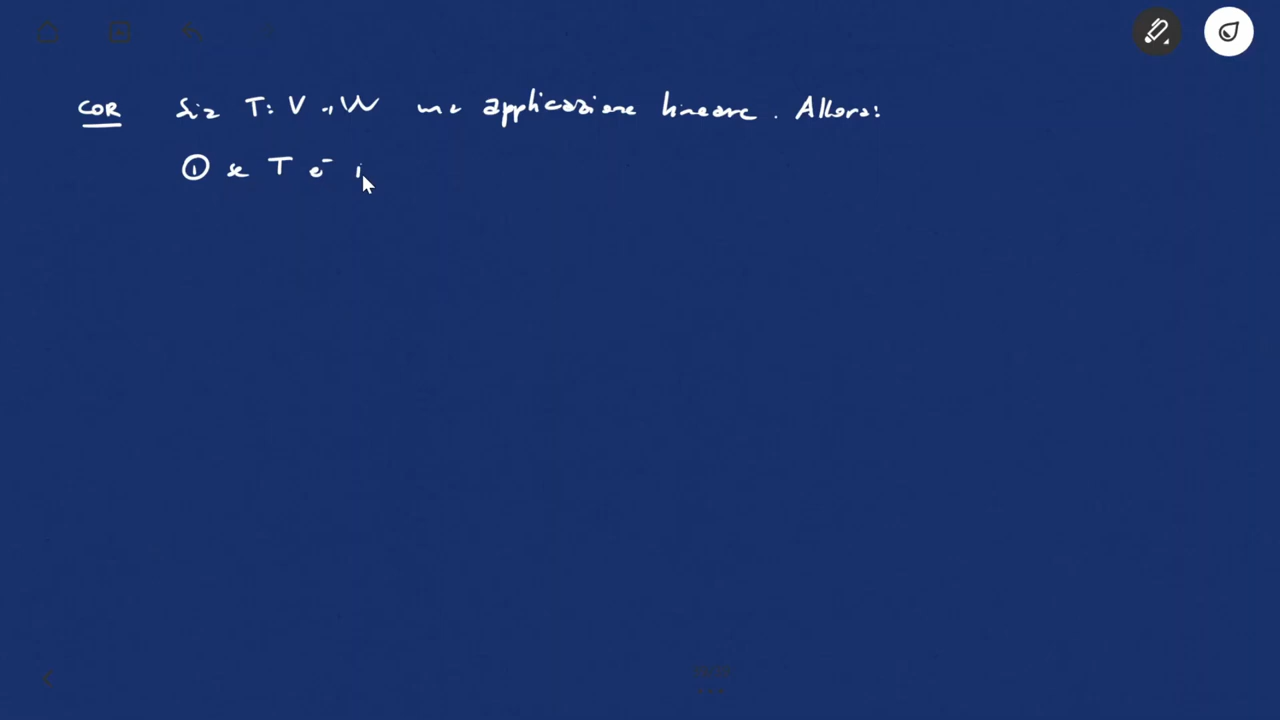 COR Sia T: V → W una applicazione lineare. Allora:
① se T è i